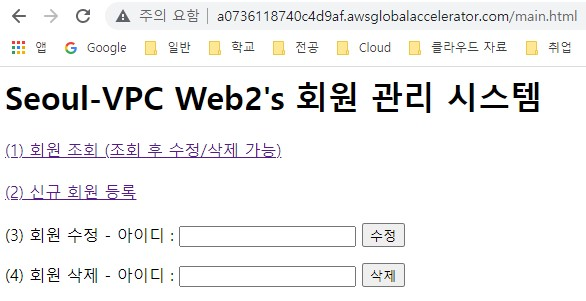 주의 요함 | a0736118740c4d9af.awsglobalaccelerator.com/main.html
앱 Google 일반 학교 전공 Cloud 클라우드 자료 취업
Seoul-VPC Web2's 회원 관리 시스템
(1) 회원 조회 (조회 후 수정/삭제 가능)
(2) 신규 회원 등록
(3) 회원 수정 - 아이디 : 수정
(4) 회원 삭제 - 아이디 : 삭제